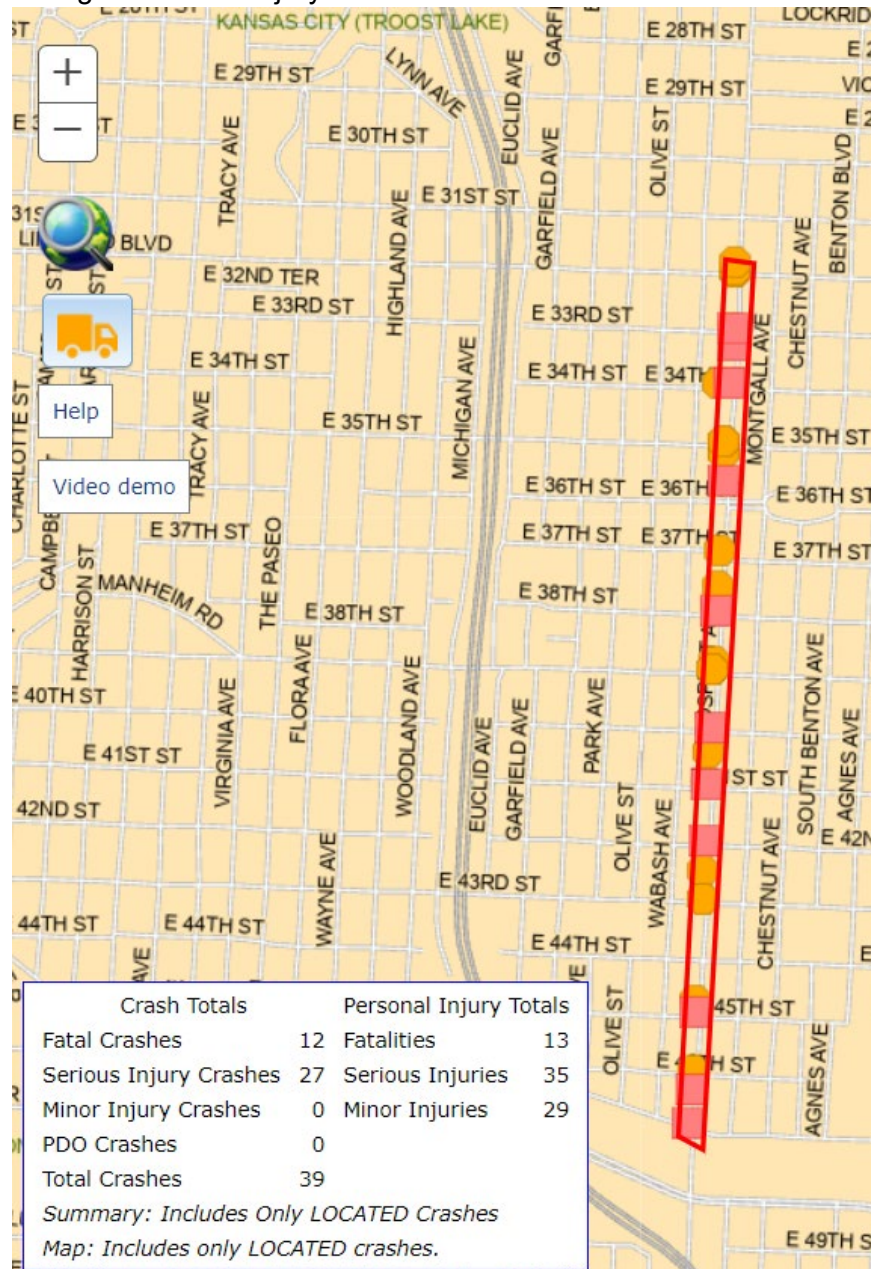 KANSAS CITY (TROOST LAKE)
E 28TH ST
E 29TH ST
LYNN AVE
EUCLID AVE
E 29TH ST
E 30TH ST
TRACY AVE
GARFIELD AVE
OLIVE ST
BENTON BLVD
E 31ST ST
HIGHLAND AVE
BLVD
CHESTNUT AVE
E 32ND TER
E 33RD ST
E 33RD ST
E 34TH ST
MICHIGAN AVE
E 34TH ST
E 34TH
MONTGALL AVE
Help
CHARLOTTE ST
TRACY AVE
E 35TH ST
E 35TH ST
Video demo
E 36TH ST
E 36TH
E 36TH ST
E 37TH ST
THE PASEO
E 37TH ST
E 37TH ST
E 37TH ST
HARRISON ST
MANHEIM RD
E 38TH ST
E 38TH ST
E 40TH ST
VIRGINIA AVE
FLORA AVE
WOODLAND AVE
EUCLID AVE
GARFIELD AVE
PARK AVE
SOUTH BENTON AVE
AGNES AVE
E 41ST ST
ST ST
42ND ST
OLIVE ST
WABASH AVE
E 42N
WAYNE AVE
E 43RD ST
CHESTNUT AVE
44TH ST
E 44TH ST
E 44TH ST
AVE
OLIVE ST
45TH ST
AGNES AVE
E 49TH S
Crash Totals Personal Injury Totals
Fatal Crashes 12 Fatalities 13
Serious Injury Crashes 27 Serious Injuries 35
Minor Injury Crashes 0 Minor Injuries 29
PDO Crashes 0
Total Crashes 39
Summary: Includes Only LOCATED Crashes
Map: Includes only LOCATED crashes.